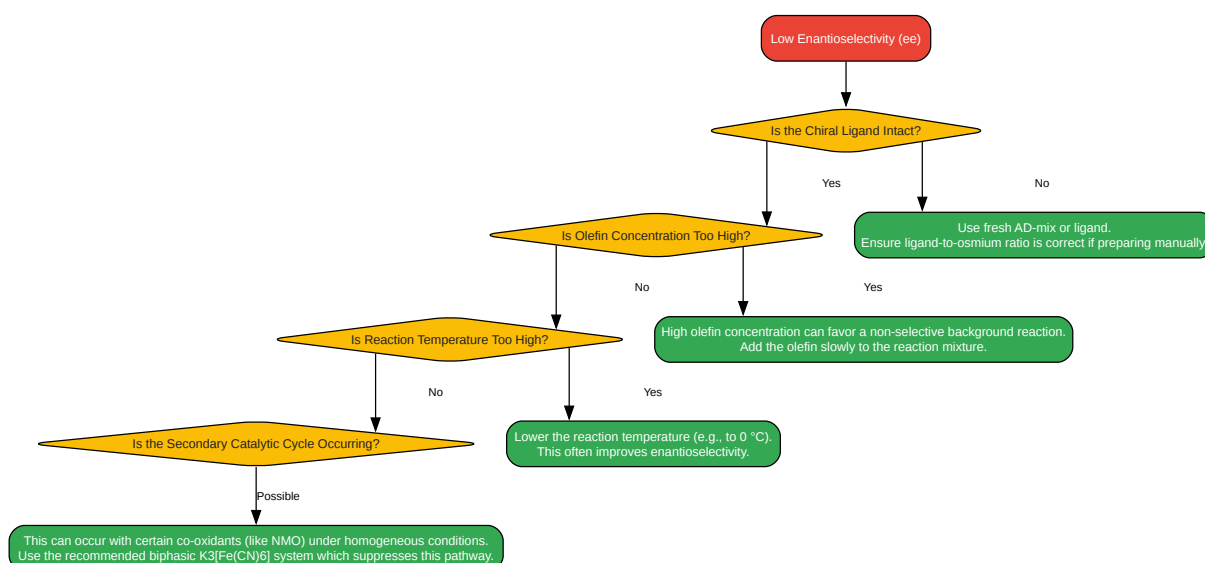 Low Enantioselectivity (ee)
Is the Chiral Ligand Intact?
Yes
No
Use fresh AD-mix or ligand.
Ensure ligand-to-osmium ratio is correct if preparing manually
Is Olefin Concentration Too High?
No
Yes
High olefin concentration can favor a non-selective background reaction.
Add the olefin slowly to the reaction mixture.
Is Reaction Temperature Too High?
No
Yes
Lower the reaction temperature (e.g., to 0 °C).
This often improves enantioselectivity.
Is the Secondary Catalytic Cycle Occurring?
Possible
This can occur with certain co-oxidants (like NMO) under homogeneous conditions.
Use the recommended biphasic K3[Fe(CN)6] system which suppresses this pathway.